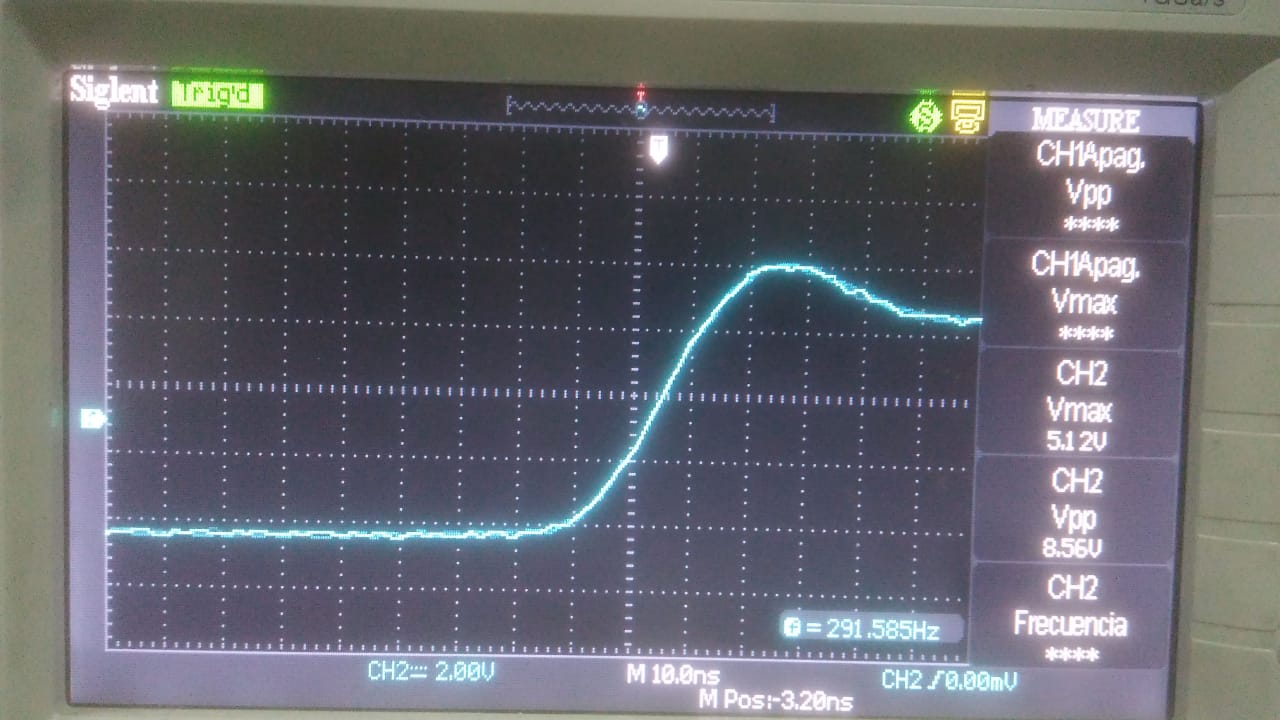 Siglent Trig'd
MEASURE
CH1Apag.
Vpp
****
CH1Apag.
Vmax
****
CH2
Vmax
5.12V
CH2
Vpp
8.56V
CH2
Frecuencia
****
f = 291.585Hz
CH2 2.00V M 10.0ns CH2 /0.00mV
M Pos:-3.20ns